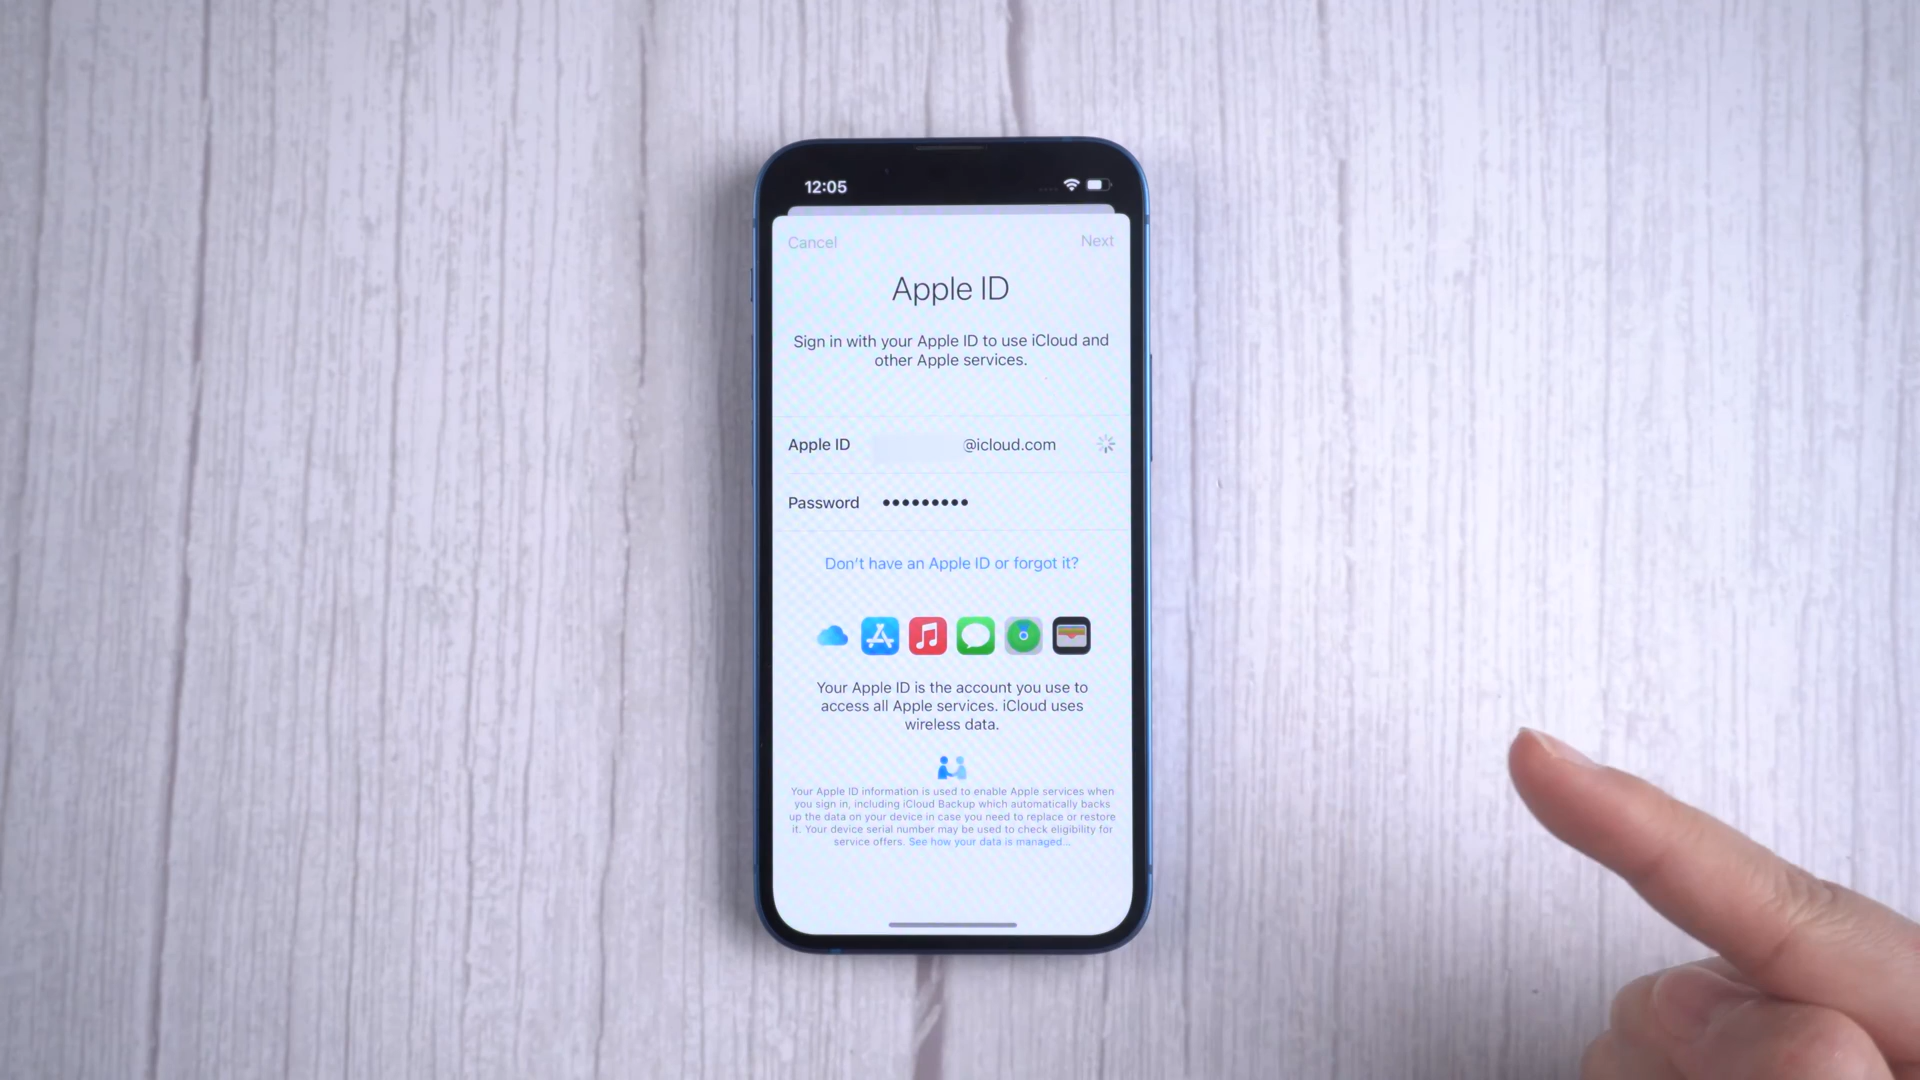 12:05
Cancel Next
Apple ID
Sign in with your Apple ID to use iCloud and
other Apple services.
Apple ID @icloud.com
Password •••••••••
Don't have an Apple ID or forgot it?
Your Apple ID is the account you use to
access all Apple services. iCloud uses
wireless data.
Your Apple ID information is used to enable Apple services when
you sign in, including iCloud Backup which automatically backs
up the data on your device in case you need to replace or restore
it. Your device serial number may be used to check eligibility for
service offers. See how your data is managed...